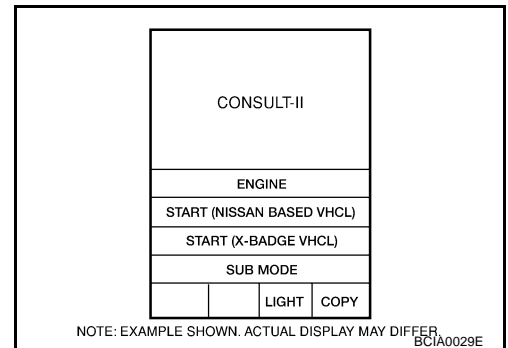 CONSULT-II
ENGINE
START (NISSAN BASED VHCL)
START (X-BADGE VHCL)
SUB MODE
LIGHT COPY
NOTE: EXAMPLE SHOWN. ACTUAL DISPLAY MAY DIFFER.
BCIA0029E